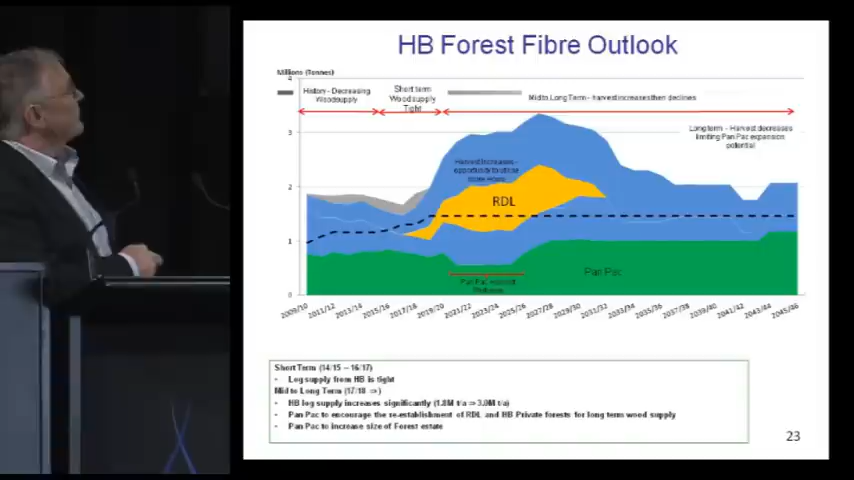 HB Forest Fibre Outlook
Millions (Tonnes)
History - Decreasing
Woodsupply
Short term
Wood supply
Tight
Mid to Long Term - harvest increases then declines
Long term - Harvest decreases
limiting Pan Pac expansion
potential
Harvest increases -
opportunity to utilise
RDL
Pan Pac
Pan Pac harvest
4
3
2
1
0
2009/10
2011/12
2013/14
2015/16
2017/18
2019/20
2021/22
2023/24
2025/26
2027/28
2029/30
2031/32
2033/34
2035/36
2037/38
2039/40
2041/42
2043/44
2045/46
Short Term (14/15 – 16/17)
• Log supply from HB is tight
Mid to Long Term (17/18 =>)
• HB log supply increases significantly (1.8M t/a => 3.0M t/a)
• Pan Pac to encourage the re-establishment of RDL and HB Private forests for long term wood supply
• Pan Pac to increase size of Forest estate
23